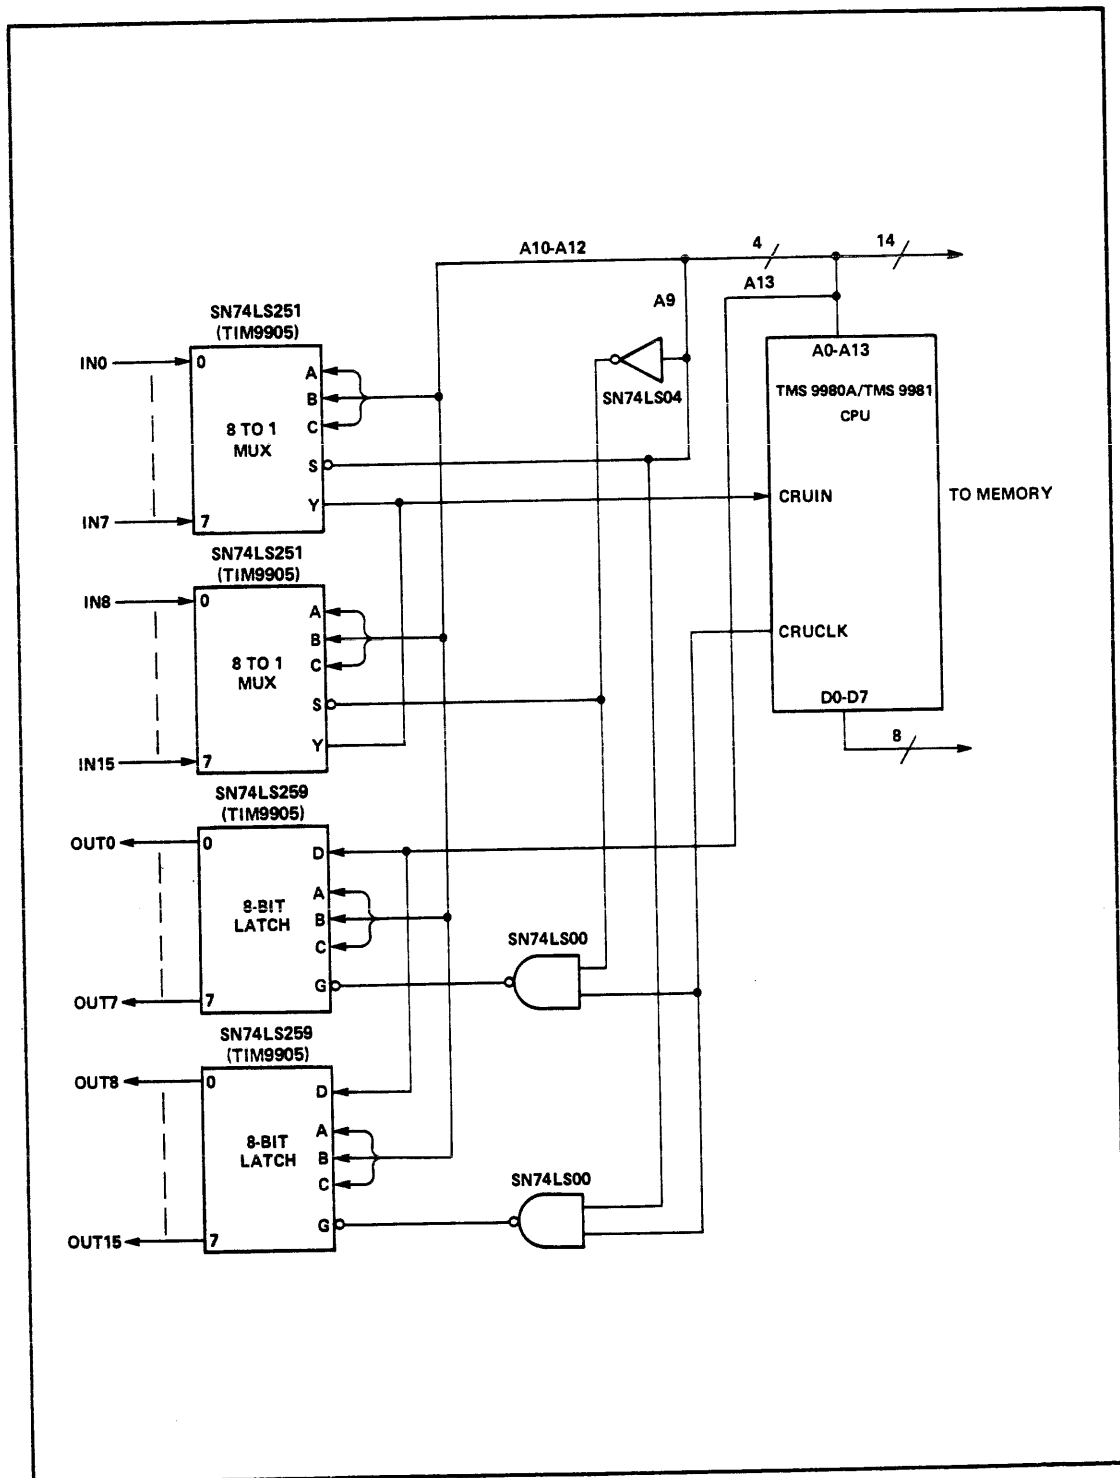 A10-A12
4
14
A13
A9
SN74LS04
A0-A13
TMS 9980A/TMS 9981
CPU
CRUIN
CRUCLK
D0-D7
TO MEMORY
8
SN74LS251
(TIM9905)
IN0
0
A
B
C
S
Y
8 TO 1
MUX
IN7
7
SN74LS251
(TIM9905)
IN8
0
A
B
C
S
Y
8 TO 1
MUX
IN15
7
SN74LS259
(TIM9905)
OUT0
0
D
A
B
C
G
8-BIT
LATCH
OUT7
7
SN74LS00
SN74LS259
(TIM9905)
OUT8
0
D
A
B
C
G
8-BIT
LATCH
OUT15
7
SN74LS00